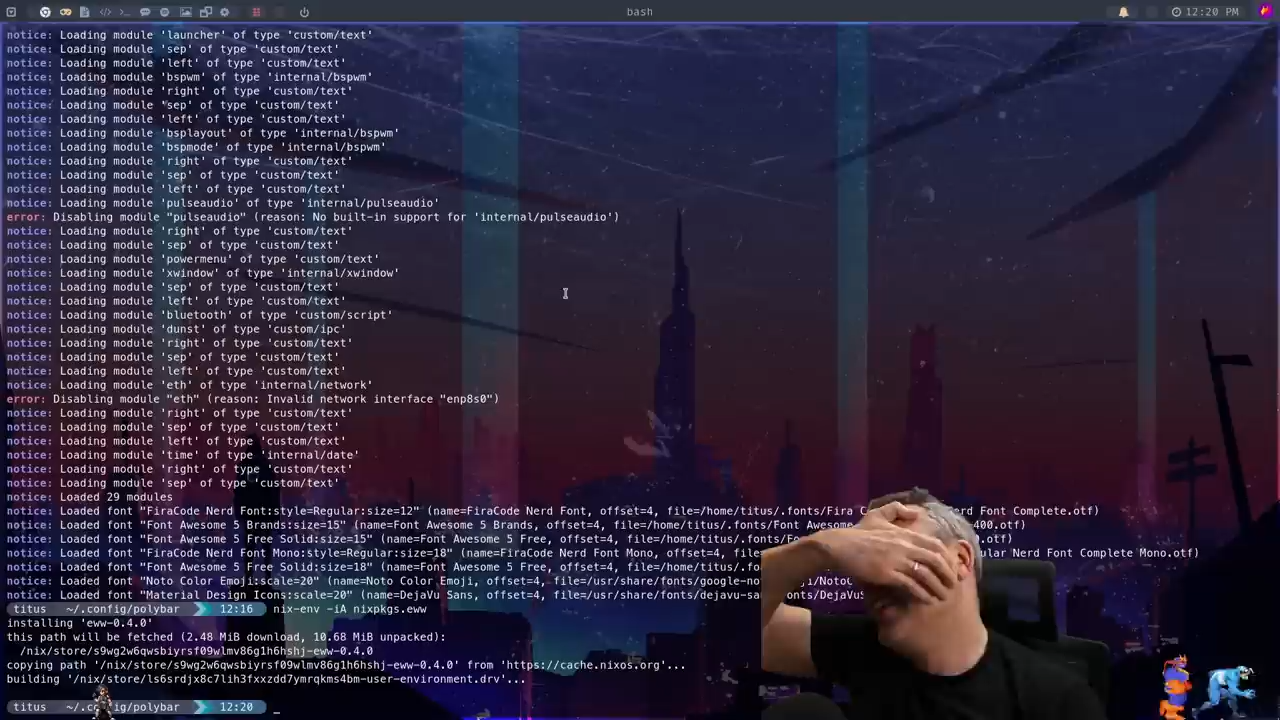 bash
12:20 PM
notice: Loading module 'launcher' of type 'custom/text'
notice: Loading module 'sep' of type 'custom/text'
notice: Loading module 'left' of type 'custom/text'
notice: Loading module 'bspwm' of type 'internal/bspwm'
notice: Loading module 'right' of type 'custom/text'
notice: Loading module 'sep' of type 'custom/text'
notice: Loading module 'left' of type 'custom/text'
notice: Loading module 'bsplayout' of type 'internal/bspwm'
notice: Loading module 'bspmode' of type 'internal/bspwm'
notice: Loading module 'right' of type 'custom/text'
notice: Loading module 'sep' of type 'custom/text'
notice: Loading module 'left' of type 'custom/text'
notice: Loading module 'pulseaudio' of type 'internal/pulseaudio'
error: Disabling module "pulseaudio" (reason: No built-in support for 'internal/pulseaudio')
notice: Loading module 'right' of type 'custom/text'
notice: Loading module 'sep' of type 'custom/text'
notice: Loading module 'powermenu' of type 'custom/text'
notice: Loading module 'xwindow' of type 'internal/xwindow'
notice: Loading module 'sep' of type 'custom/text'
notice: Loading module 'left' of type 'custom/text'
notice: Loading module 'bluetooth' of type 'custom/script'
notice: Loading module 'dunst' of type 'custom/ipc'
notice: Loading module 'right' of type 'custom/text'
notice: Loading module 'sep' of type 'custom/text'
notice: Loading module 'left' of type 'custom/text'
notice: Loading module 'eth' of type 'internal/network'
error: Disabling module "eth" (reason: Invalid network interface "enp8s0")
notice: Loading module 'right' of type 'custom/text'
notice: Loading module 'sep' of type 'custom/text'
notice: Loading module 'left' of type 'custom/text'
notice: Loading module 'time' of type 'internal/date'
notice: Loading module 'right' of type 'custom/text'
notice: Loading module 'sep' of type 'custom/text'
notice: Loaded 29 modules
notice: Loaded font "FiraCode Nerd Font:style=Regular:size=12" (name=FiraCode Nerd Font, offset=4, file=/home/titus/.fonts/Fira C erd Font Complete.otf)
notice: Loaded font "Font Awesome 5 Brands:size=15" (name=Font Awesome 5 Brands, offset=4, file=/home/titus/.fonts/Font Awesome -400.otf)
notice: Loaded font "Font Awesome 5 Free Solid:size=15" (name=Font Awesome 5 Free, offset=4, file=/home/titus/.fonts/Font otf)
notice: Loaded font "FiraCode Nerd Font Mono:style=Regular:size=18" (name=FiraCode Nerd Font Mono, offset=4, file=/ho gular Nerd Font Complete Mono.otf)
notice: Loaded font "Font Awesome 5 Free Solid:size=18" (name=Font Awesome 5 Free, offset=4, file=/home/titus/.f
notice: Loaded font "Noto Color Emoji:scale=20" (name=Noto Color Emoji, offset=4, file=/usr/share/fonts/google-no i/NotoC
notice: Loaded font "Material Design Icons:scale=20" (name=DejaVu Sans, offset=4, file=/usr/share/fonts/dejavu-sa fonts/DejaVuS
titus ~/.config/polybar 12:16 nix-env -iA nixpkgs.eww
installing 'eww-0.4.0'
this path will be fetched (2.48 MiB download, 10.68 MiB unpacked):
/nix/store/s9wg2w6qwsbiyrsf09wlmv86g1h6hshj-eww-0.4.0
copying path '/nix/store/s9wg2w6qwsbiyrsf09wlmv86g1h6hshj-eww-0.4.0' from 'https://cache.nixos.org'...
building '/nix/store/ls6srdjx8c7lih3fxxzdd7ymrqkms4bm-user-environment.drv'...
titus ~/.config/polybar 12:20 _